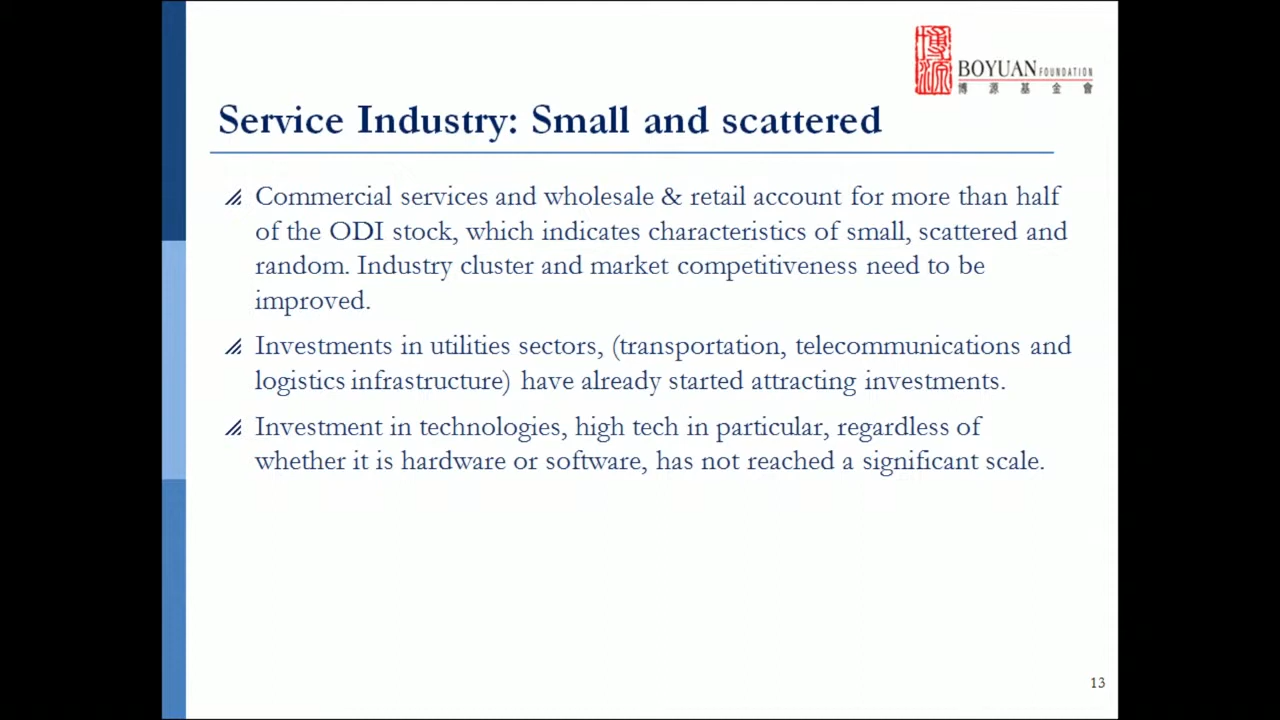 博源
BOYUAN FOUNDATION
博 源 基 金 會
Service Industry: Small and scattered
Commercial services and wholesale & retail account for more than half
of the ODI stock, which indicates characteristics of small, scattered and
random. Industry cluster and market competitiveness need to be
improved.
Investments in utilities sectors, (transportation, telecommunications and
logistics infrastructure) have already started attracting investments.
Investment in technologies, high tech in particular, regardless of
whether it is hardware or software, has not reached a significant scale.
13